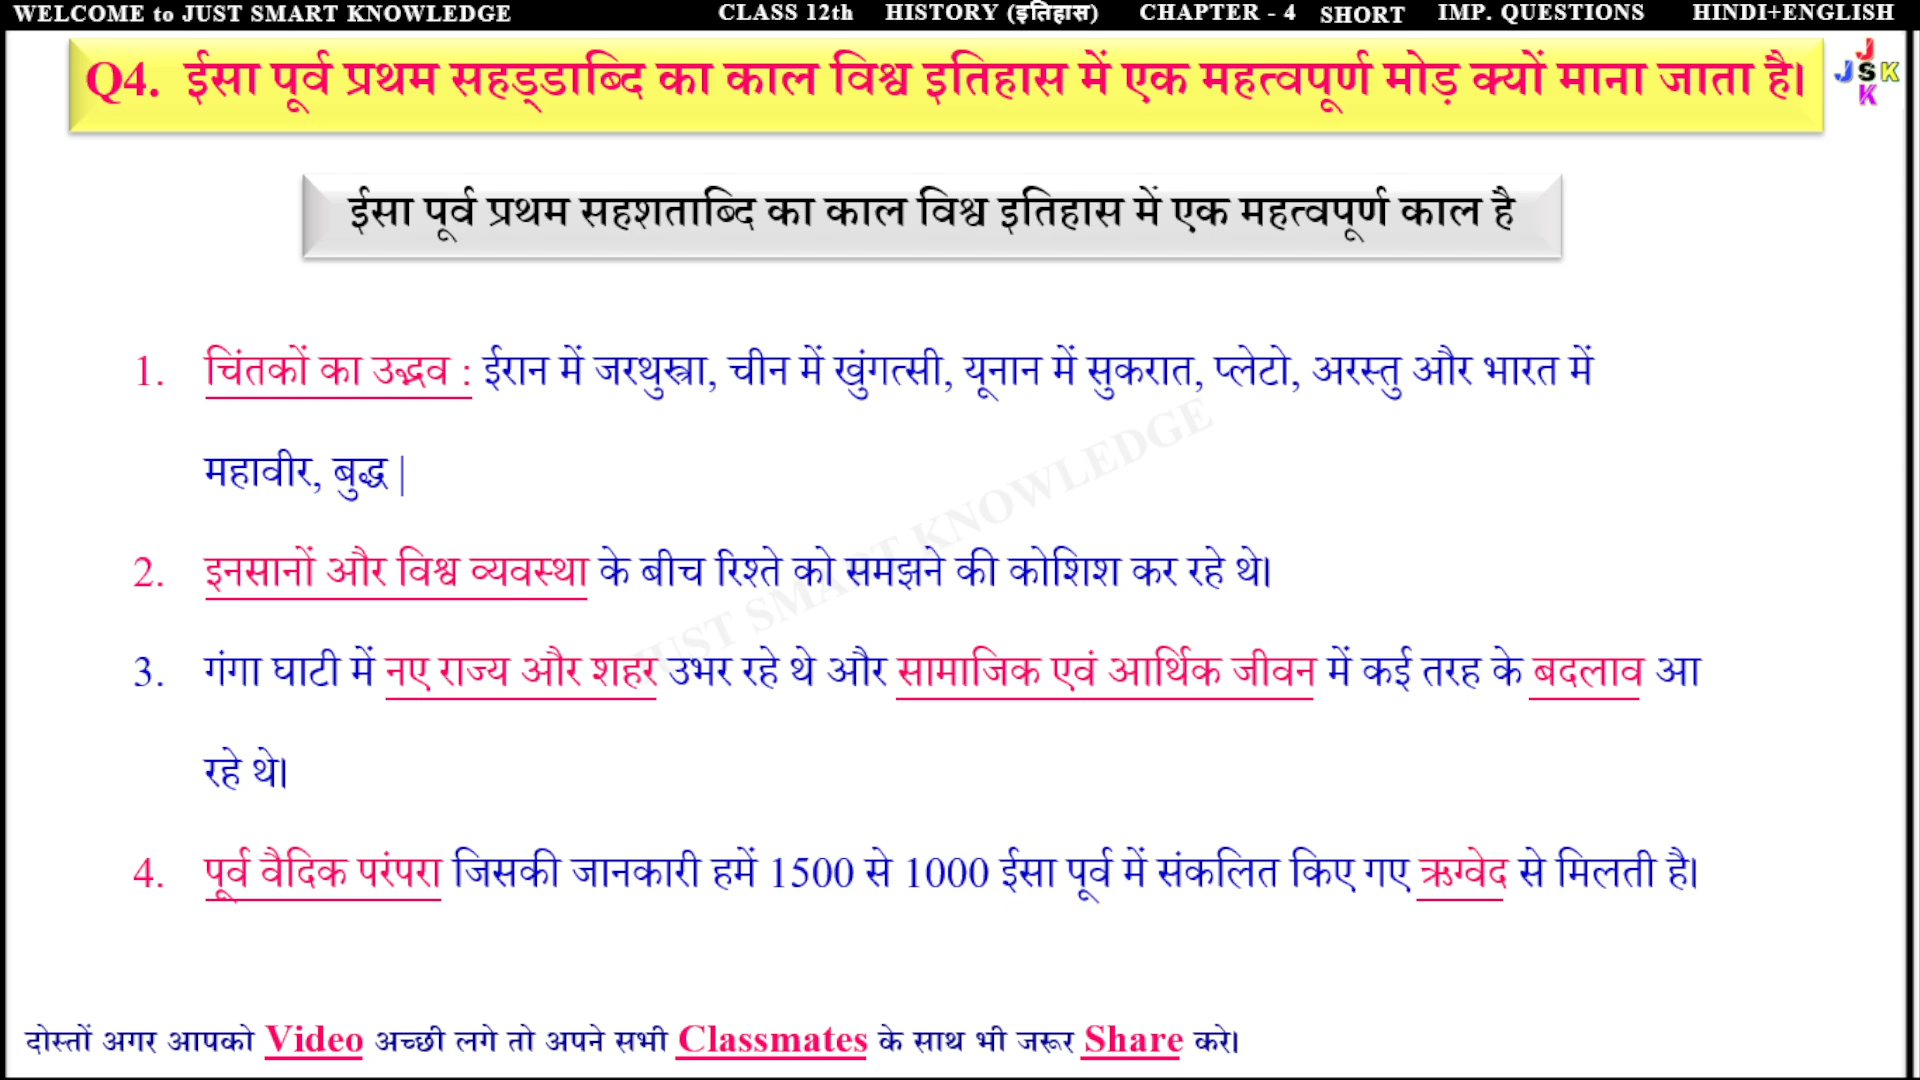 WELCOME to JUST SMART KNOWLEDGE CLASS 12th HISTORY (इतिहास) CHAPTER - 4 SHORT IMP. QUESTIONS HINDI+ENGLISH
Q4. ईसा पूर्व प्रथम सहड्डाब्दि का काल विश्व इतिहास में एक महत्वपूर्ण मोड़ क्यों माना जाता है।
J
J S K
K
ईसा पूर्व प्रथम सहशताब्दि का काल विश्व इतिहास में एक महत्वपूर्ण काल है
1. चिंतकों का उद्भव : ईरान में जरथुस्त्रा, चीन में खुंगत्सी, यूनान में सुकरात, प्लेटो, अरस्तु और भारत में
महावीर, बुद्ध |
2. इनसानों और विश्व व्यवस्था के बीच रिश्ते को समझने की कोशिश कर रहे थे।
3. गंगा घाटी में नए राज्य और शहर उभर रहे थे और सामाजिक एवं आर्थिक जीवन में कई तरह के बदलाव आ
रहे थे।
4. पूर्व वैदिक परंपरा जिसकी जानकारी हमें 1500 से 1000 ईसा पूर्व में संकलित किए गए ऋग्वेद से मिलती है।
JUST SMART KNOWLEDGE
दोस्तों अगर आपको Video अच्छी लगे तो अपने सभी Classmates के साथ भी जरूर Share करे।